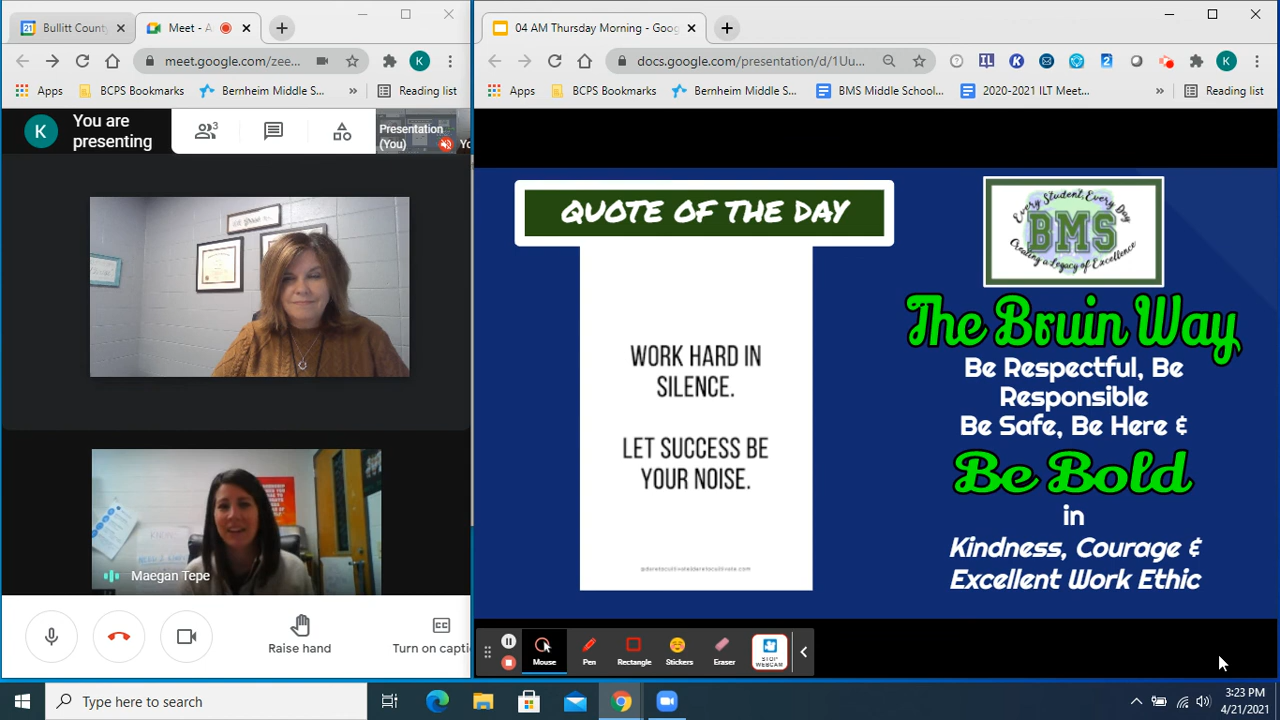 Bullitt County
Meet - A
meet.google.com/zee...
Apps
BCPS Bookmarks
Bernheim Middle S...
»
Reading list
K
You are
presenting
3
Presentation
(You)
Maegan Tepe
Raise hand
Turn on capti
04 AM Thursday Morning - Goog
docs.google.com/presentation/d/1Uu...
IL
K
2
K
Apps
BCPS Bookmarks
Bernheim Middle S...
BMS Middle School...
2020-2021 ILT Meet...
»
Reading list
QUOTE OF THE DAY
WORK HARD IN
SILENCE.
LET SUCCESS BE
YOUR NOISE.
Every Student, Every Day
BMS
Creating a Legacy of Excellence
The Bruin Way
Be Respectful, Be
Responsible
Be Safe, Be Here &
Be Bold
in
Kindness, Courage &
Excellent Work Ethic
Mouse
Pen
Rectangle
Stickers
Eraser
STOP
WEBCAM
Type here to search
3:23 PM
4/21/2021